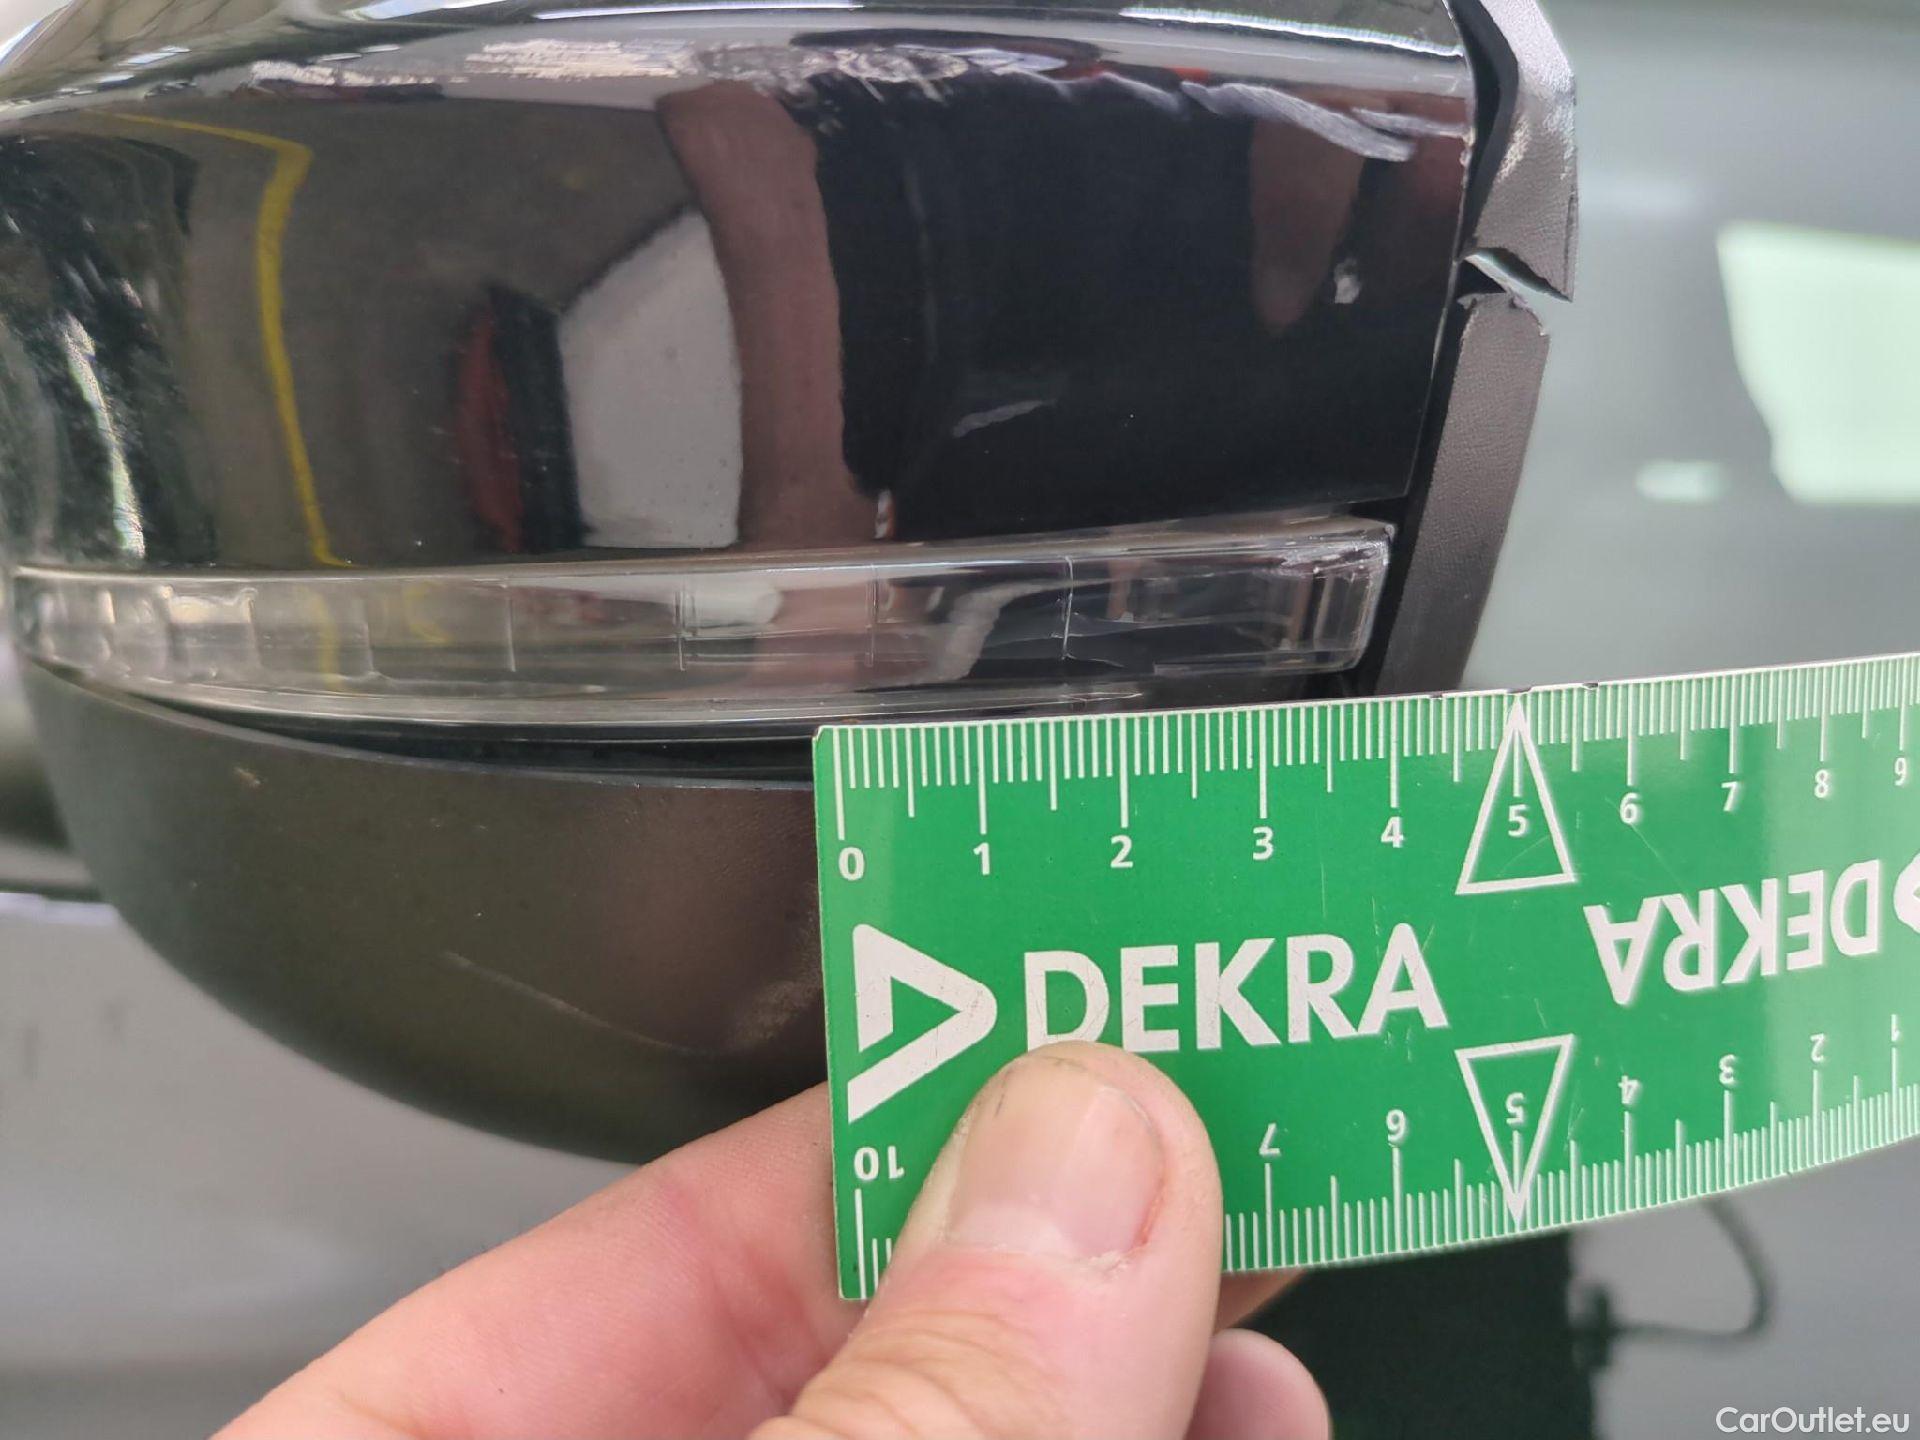 0 1 2 3 4 5 6 7 8 9
DEKRA
DEKRA
10 7 6 5 4 3 2 1
CarOutlet.eu